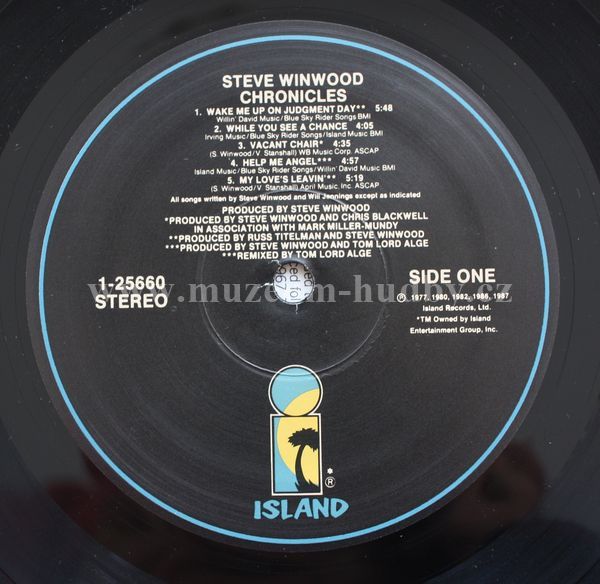 STEVE WINWOOD
CHRONICLES
1. WAKE ME UP ON JUDGMENT DAY** 5:48
Willin' David Music/Blue Sky Rider Songs BMI
2. WHILE YOU SEE A CHANCE 4:05
Irving Music/Blue Sky Rider Songs/Island Music BMI
3. VACANT CHAIR* 4:35
(S. Winwood/V. Stanshall) WB Music Corp. ASCAP
4. HELP ME ANGEL*** 4:57
Island Music/Blue Sky Rider Songs/Willin' David Music BMI
5. MY LOVE'S LEAVIN'** 5:19
(S. Winwood/V. Stanshall) April Music, Inc. ASCAP
All songs written by Steve Winwood and Will Jennings except as indicated
PRODUCED BY STEVE WINWOOD
*PRODUCED BY STEVE WINWOOD AND CHRIS BLACKWELL
IN ASSOCIATION WITH MARK MILLER-MUNDY
**PRODUCED BY RUSS TITELMAN AND STEVE WINWOOD
***PRODUCED BY STEVE WINWOOD AND TOM LORD ALGE
***REMIXED BY TOM LORD ALGE
1-25660
STEREO
SIDE ONE
℗ 1977, 1980, 1982, 1986, 1987
Island Records, Ltd.
*TM Owned by Island
Entertainment Group, Inc.
www.muzeum-hudby.cz
* ®
ISLAND